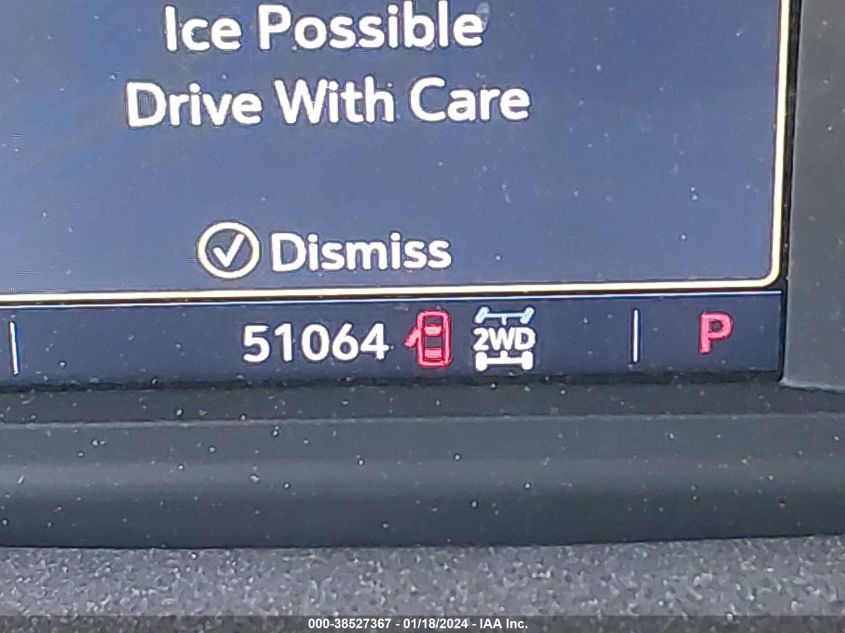 Ice Possible
Drive With Care
Dismiss
51064 2WD P
000-38527367 - 01/18/2024 - IAA Inc.